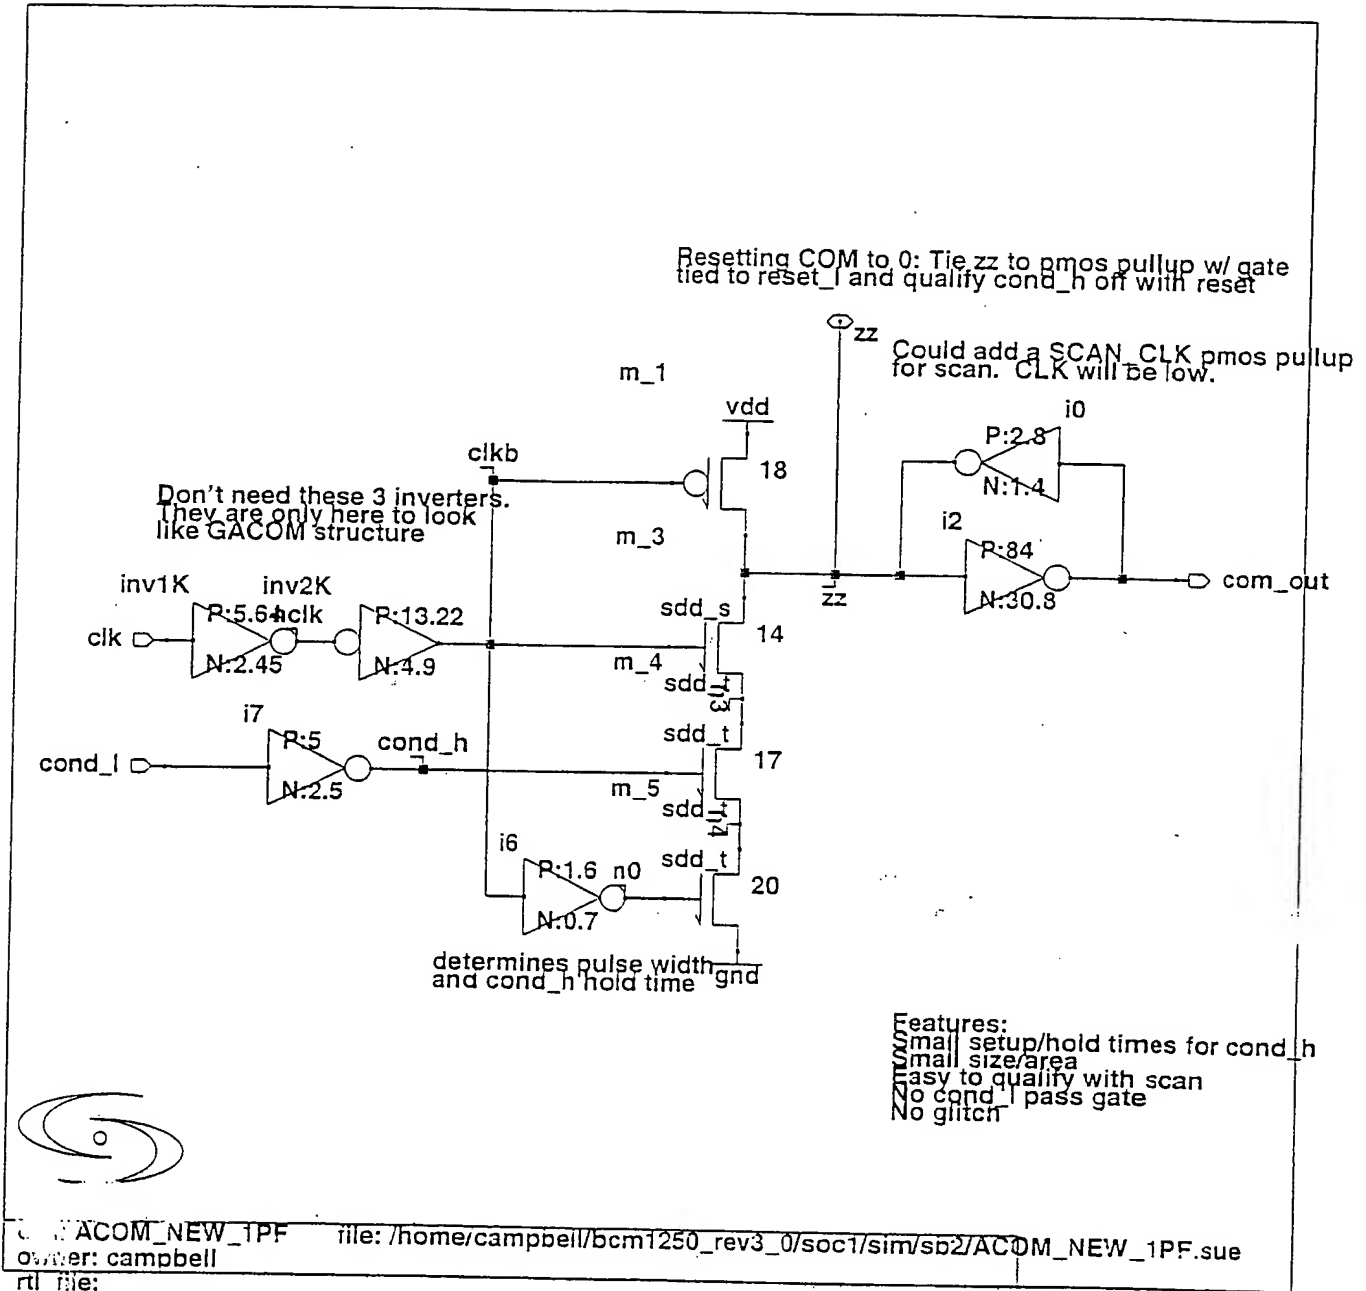 Resetting COM to 0: Tie zz to pmos pullup w/ gate
tied to reset_l and qualify cond_h off with reset
zz
Could add a SCAN_CLK pmos pullup
for scan. CLK will be low.
m_1
vdd
i0
P:2.8
clkb
18
N:1.4
Don't need these 3 inverters.
They are only here to look
like GACOM structure
m_3
i2
P:84
inv1K
inv2K
zz
N:30.8
com_out
P:5.64
nclk
P:13.22
sdd_s
14
clk
N:2.45
N:4.9
m_4
sdd_t
n3
i7
P:5
cond_h
sdd_t
17
cond_l
N:2.5
m_5
sdd_t
n4
i6
P:1.6
n0
sdd_t
20
N:0.7
determines pulse width
and cond_h hold time
gnd
Features:
Small setup/hold times for cond_h
Small size/area
Easy to qualify with scan
No cond_l pass gate
No glitch
ACOM_NEW_1PF file: /home/campbell/bcm1250_rev3_0/soc1/sim/sb2/ACOM_NEW_1PF.sue
owner: campbell
rtl file: